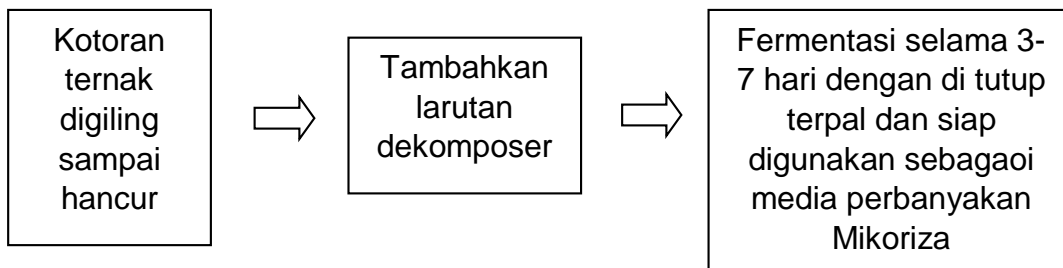 Kotoran
ternak
digiling
sampai
hancur
Tambahkan
larutan
dekomposer
Fermentasi selama 3-
7 hari dengan di tutup
terpal dan siap
digunakan sebagaoi
media perbanyakan
Mikoriza